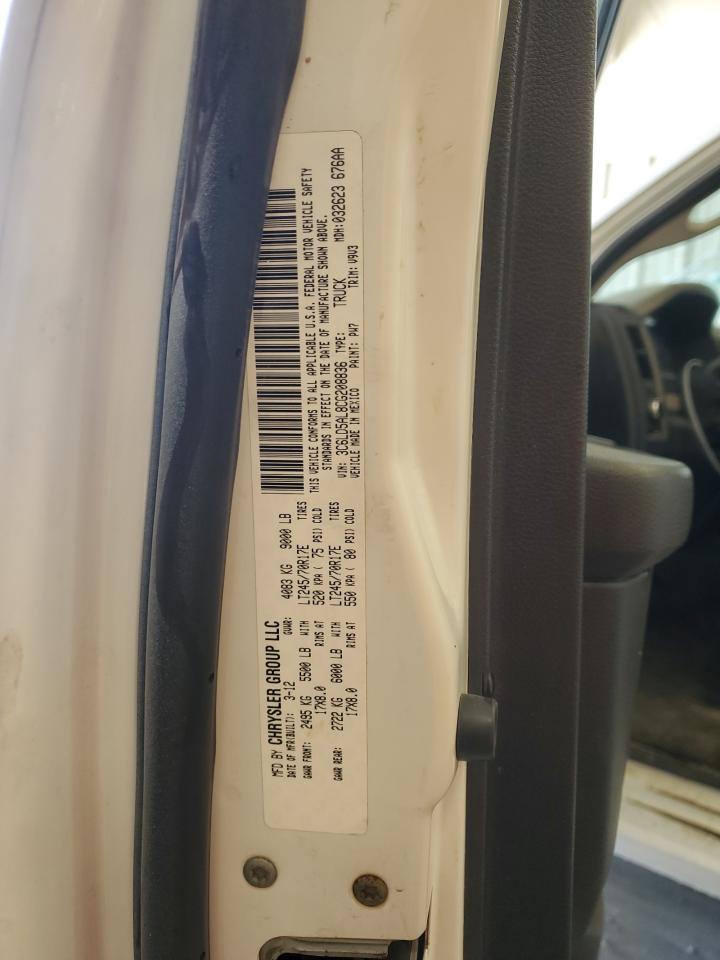 MFD BY CHRYSLER GROUP LLC
DATE OF MFR(BUILT): 3-12 GVWR: 4083 KG 9000 LB
GAWR FRONT: 2495 KG 5500 LB WITH LT245/70R17E TIRES
17X8.0 RIMS AT 520 KPA ( 75 PSI) COLD
GAWR REAR: 2722 KG 6000 LB WITH LT245/70R17E TIRES
17X8.0 RIMS AT 550 KPA ( 80 PSI) COLD
THIS VEHICLE CONFORMS TO ALL APPLICABLE U.S.A. FEDERAL MOTOR VEHICLE SAFETY
STANDARDS IN EFFECT ON THE DATE OF MANUFACTURE SHOWN ABOVE.
VIN: 3C6LD5AL8CG208836 TYPE: TRUCK MDH: 032623 676AA
VEHICLE MADE IN MEXICO PAINT: PW7 TRIM: V9V3